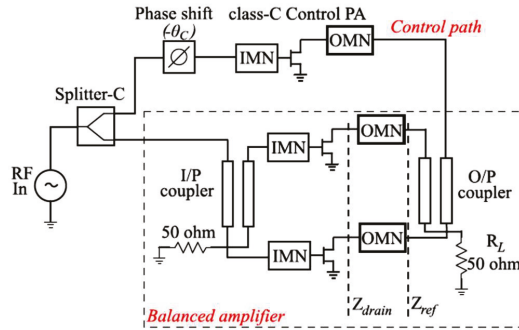 Phase shift
(-θC)
class-C Control PA
IMN
OMN
Control path
Splitter-C
RF
In
I/P
coupler
IMN
OMN
O/P
coupler
50 ohm
IMN
OMN
RL
50 ohm
Balanced amplifier
Zdrain
Zref